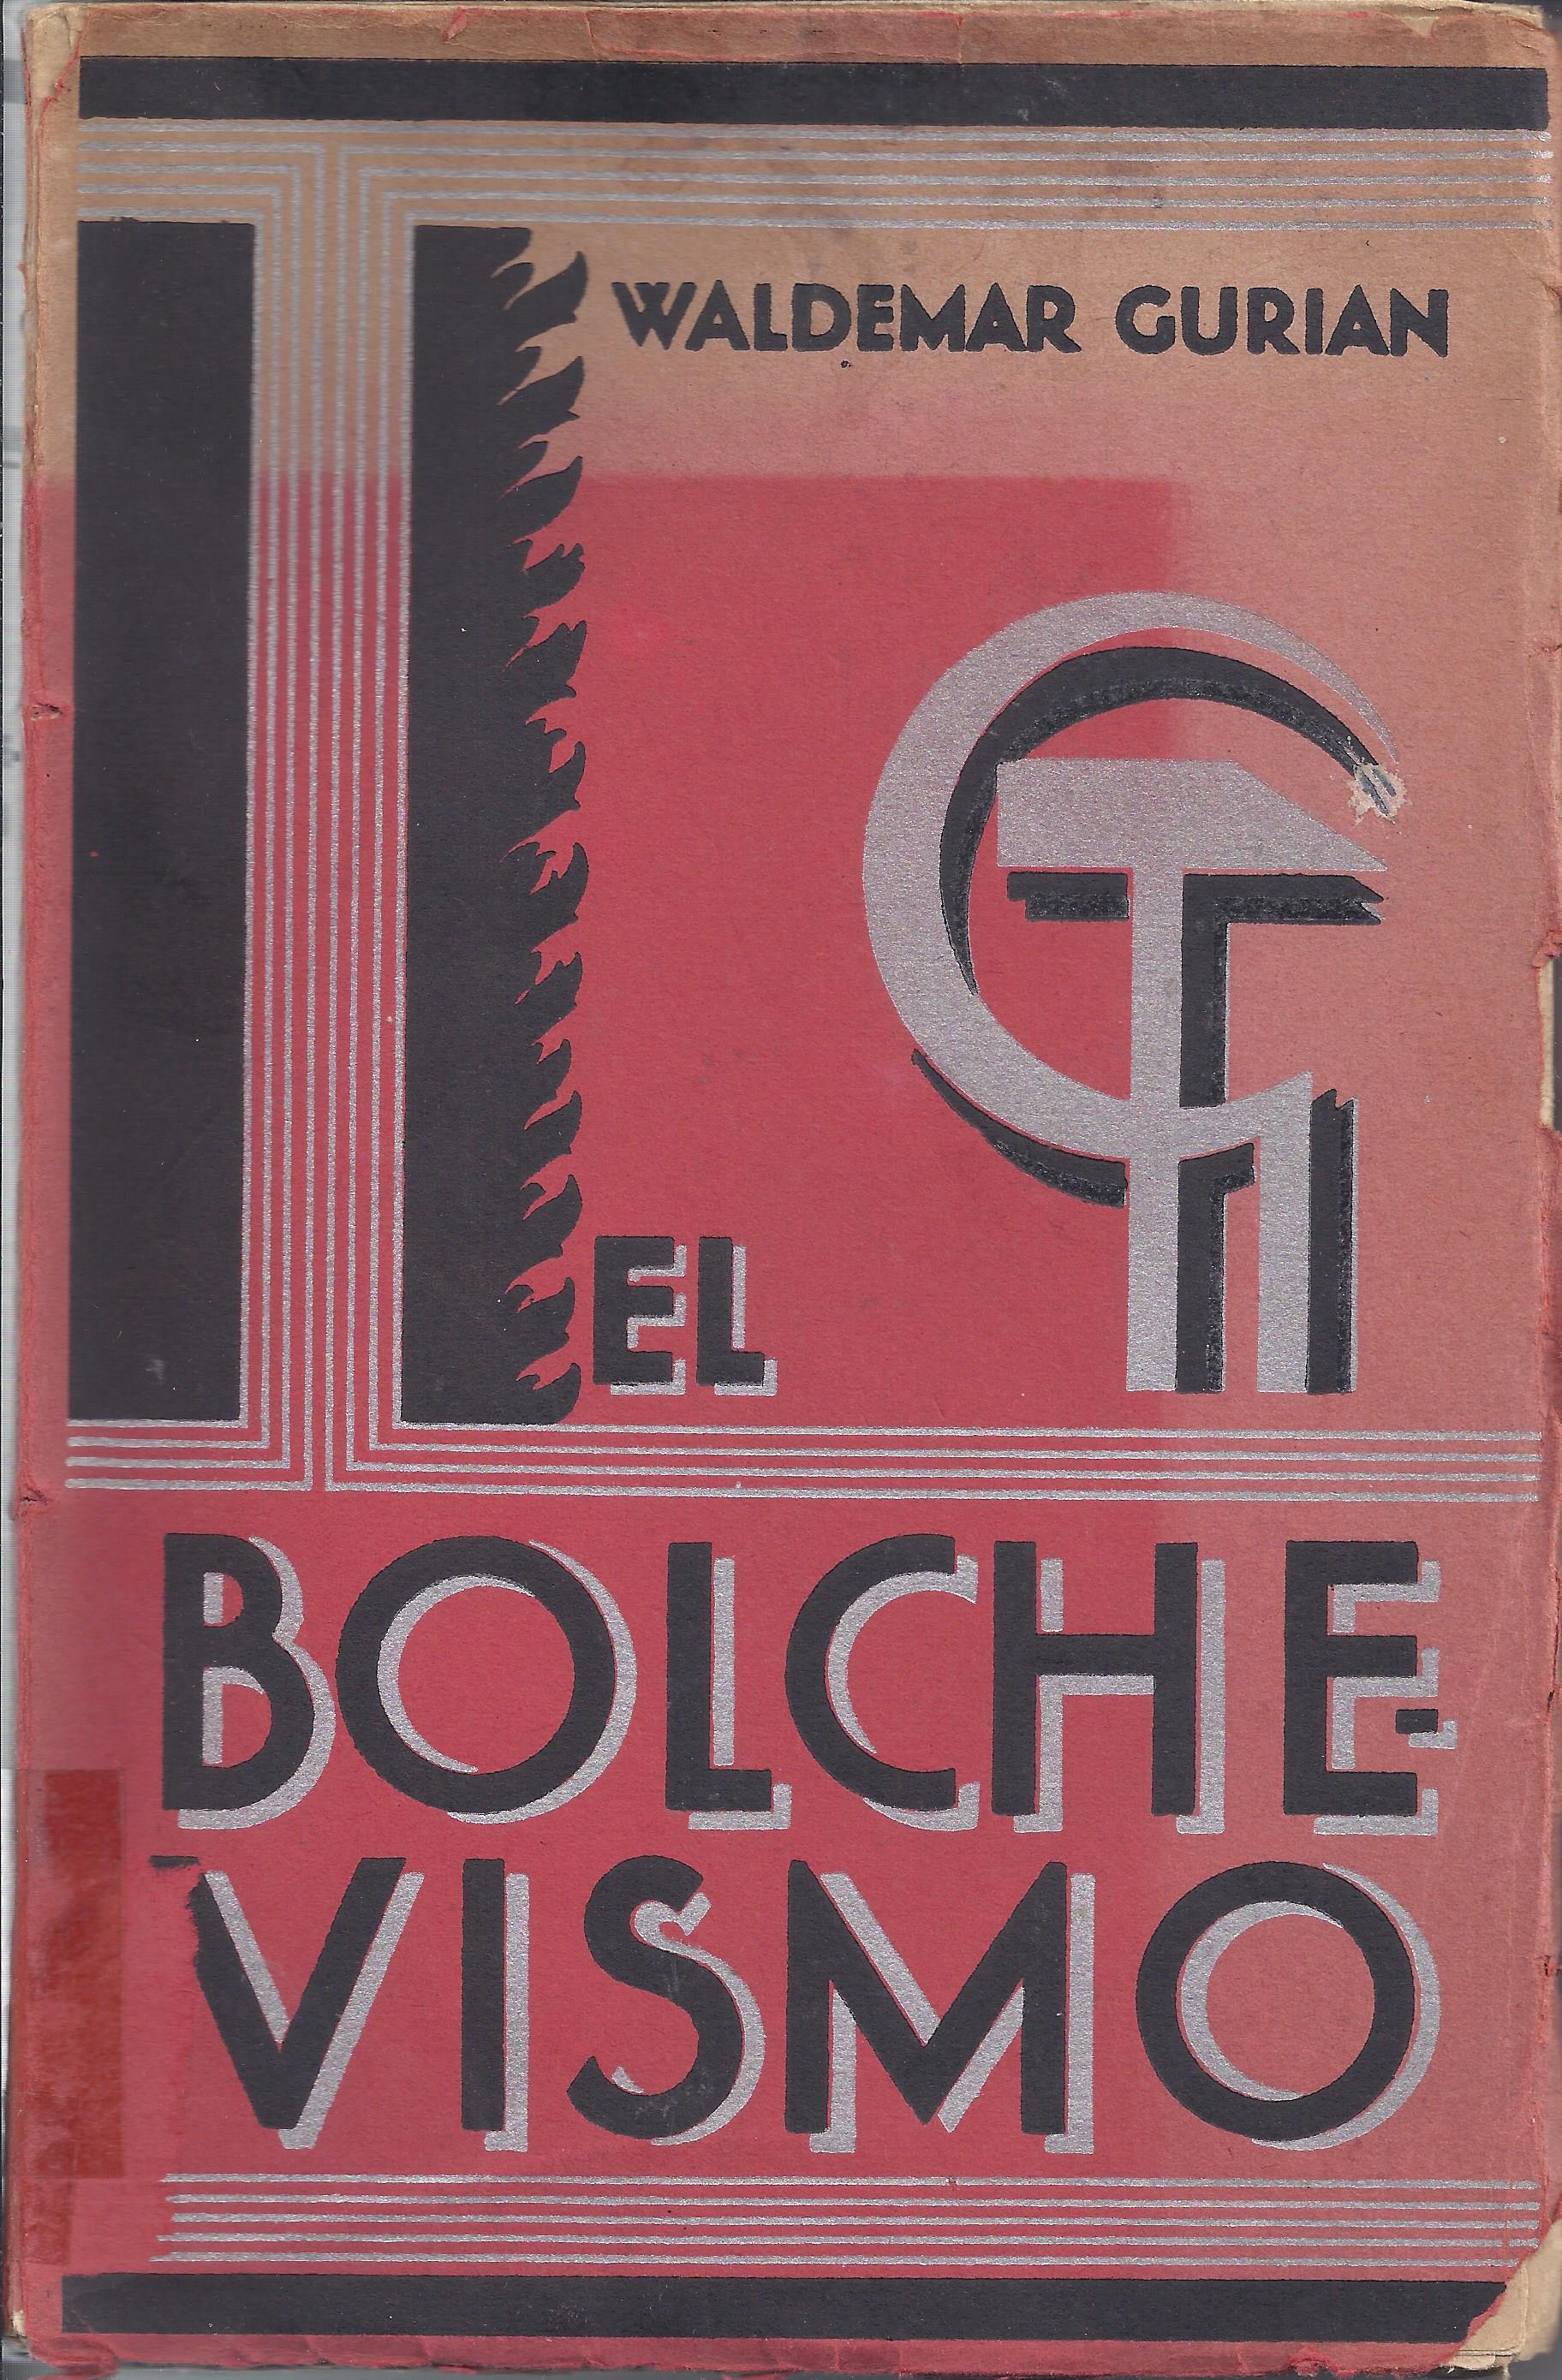 WALDEMAR GURIAN
EL
BOLCHE-
VISMO